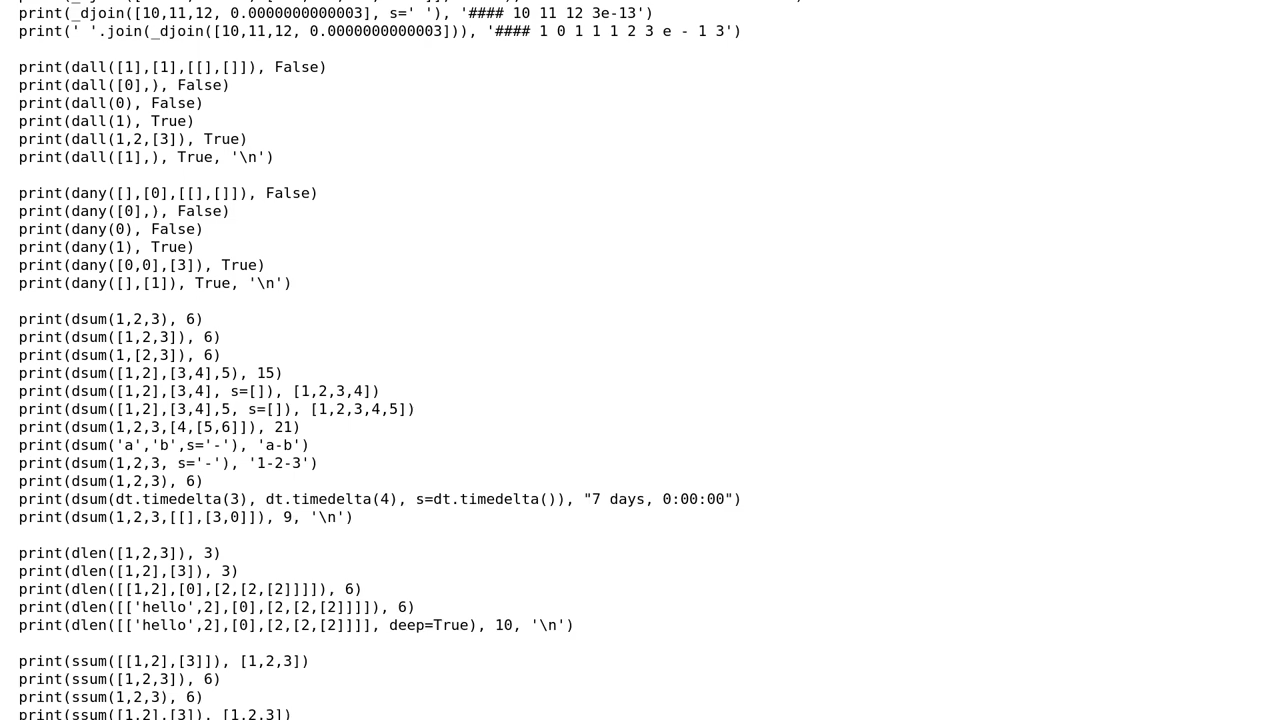 print(_djoin([10,11,12, 0.0000000000003], s=' '), '#### 10 11 12 3e-13')
print(' '.join(_djoin([10,11,12, 0.0000000000003])), '#### 1 0 1 1 1 2 3 e - 1 3')
print(dall([1],[1],[[],[]]), False)
print(dall([0],), False)
print(dall(0), False)
print(dall(1), True)
print(dall(1,2,[3]), True)
print(dall([1],), True, '\n')
print(dany([],[0],[[],[]]), False)
print(dany([0],), False)
print(dany(0), False)
print(dany(1), True)
print(dany([0,0],[3]), True)
print(dany([],[1]), True, '\n')
print(dsum(1,2,3), 6)
print(dsum([1,2,3]), 6)
print(dsum(1,[2,3]), 6)
print(dsum([1,2],[3,4],5), 15)
print(dsum([1,2],[3,4], s=[]), [1,2,3,4])
print(dsum([1,2],[3,4],5, s=[]), [1,2,3,4,5])
print(dsum(1,2,3,[4,[5,6]]), 21)
print(dsum('a','b',s='-'), 'a-b')
print(dsum(1,2,3, s='-'), '1-2-3')
print(dsum(1,2,3), 6)
print(dsum(dt.timedelta(3), dt.timedelta(4), s=dt.timedelta()), "7 days, 0:00:00")
print(dsum(1,2,3,[[],[3,0]]), 9, '\n')
print(dlen([1,2,3]), 3)
print(dlen([1,2],[3]), 3)
print(dlen([[1,2],[0],[2,[2,[2]]]]), 6)
print(dlen([['hello',2],[0],[2,[2,[2]]]]), 6)
print(dlen([['hello',2],[0],[2,[2,[2]]]], deep=True), 10, '\n')
print(ssum([[1,2],[3]]), [1,2,3])
print(ssum([1,2,3]), 6)
print(ssum(1,2,3), 6)
print(ssum([1,2],[3]), [1,2,3])